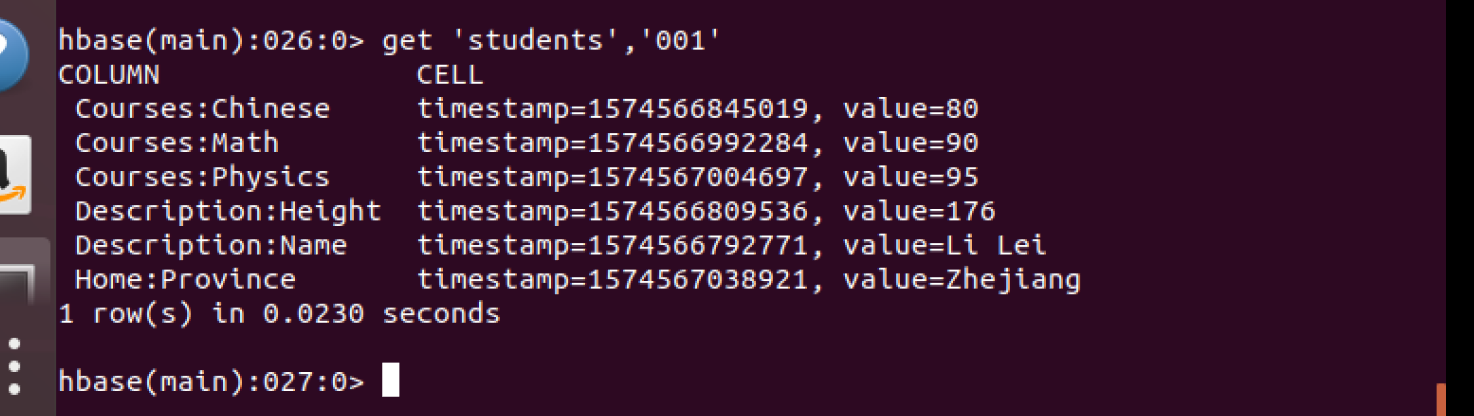 hbase(main):026:0> get 'students','001'
COLUMN CELL
Courses:Chinese timestamp=1574566845019, value=80
Courses:Math timestamp=1574566992284, value=90
Courses:Physics timestamp=1574567004697, value=95
Description:Height timestamp=1574566809536, value=176
Description:Name timestamp=1574566792771, value=Li Lei
Home:Province timestamp=1574567038921, value=Zhejiang
1 row(s) in 0.0230 seconds
hbase(main):027:0>